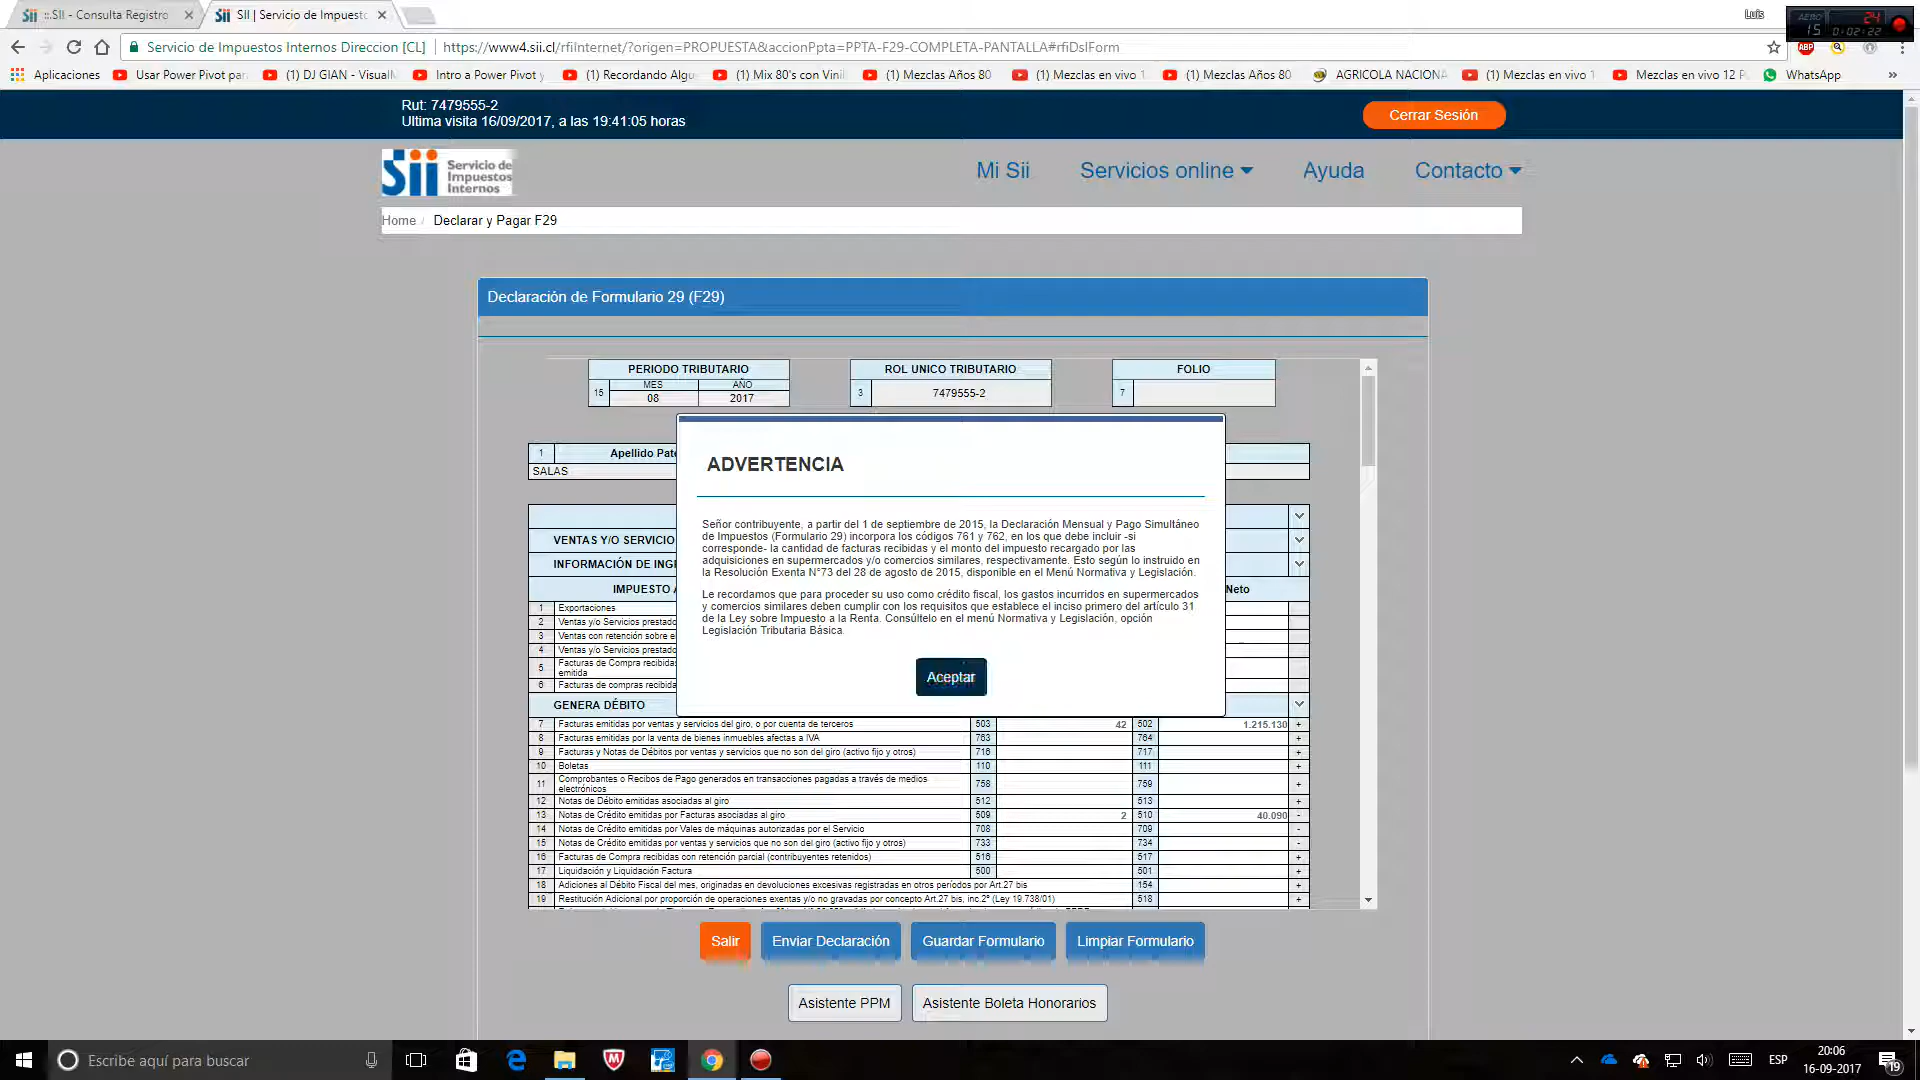 ::.SII - Consulta Registro
SII | Servicio de Impuesto
Luis
AERO 15 24 0:02:22
Servicio de Impuestos Internos Direccion [CL]
https://www4.sii.cl/rfiInternet/?origen=PROPUESTA&accionPpta=PPTA-F29-COMPLETA-PANTALLA#rfiDslForm
ABP
Aplicaciones
Usar Power Pivot par
(1) DJ GIAN - VisualM
Intro a Power Pivot y
(1) Recordando Algu
(1) Mix 80's con Vinil
(1) Mezclas Años 80
(1) Mezclas en vivo 1
(1) Mezclas Años 80
AGRICOLA NACIONA
(1) Mezclas en vivo 1
Mezclas en vivo 12 P
WhatsApp
»
Rut: 7479555-2
Ultima visita 16/09/2017, a las 19:41:05 horas
Cerrar Sesión
Sii Servicio de
Impuestos
Internos
Mi Sii
Servicios online
Ayuda
Contacto
Home / Declarar y Pagar F29
Declaración de Formulario 29 (F29)
PERIODO TRIBUTARIO
15 MES AÑO
08 2017
ROL UNICO TRIBUTARIO
3 7479555-2
FOLIO
7
1 Apellido Pate
SALAS
VENTAS Y/O SERVICIO
INFORMACIÓN DE INGR
IMPUESTO A
Neto
1 Exportaciones
2 Ventas y/o Servicios prestado
3 Ventas con retención sobre e
4 Ventas y/o Servicios prestado
5 Facturas de Compra recibidas
emitida
6 Facturas de compras recibida
GENERA DÉBITO
ADVERTENCIA
Señor contribuyente, a partir del 1 de septiembre de 2015, la Declaración Mensual y Pago Simultáneo
de Impuestos (Formulario 29) incorpora los códigos 761 y 762, en los que debe incluir -si
corresponde- la cantidad de facturas recibidas y el monto del impuesto recargado por las
adquisiciones en supermercados y/o comercios similares, respectivamente. Esto según lo instruido en
la Resolución Exenta N°73 del 28 de agosto de 2015, disponible en el Menú Normativa y Legislación.
Le recordamos que para proceder su uso como crédito fiscal, los gastos incurridos en supermercados
y comercios similares deben cumplir con los requisitos que establece el inciso primero del artículo 31
de la Ley sobre Impuesto a la Renta. Consúltelo en el menú Normativa y Legislación, opción
Legislación Tributaria Básica.
Aceptar
7 Facturas emitidas por ventas y servicios del giro, o por cuenta de terceros 503 42 502 1.215.130 +
8 Facturas emitidas por la venta de bienes inmuebles afectas a IVA 763 764 +
9 Facturas y Notas de Débitos por ventas y servicios que no son del giro (activo fijo y otros) 716 717 +
10 Boletas 110 111 +
11 Comprobantes o Recibos de Pago generados en transacciones pagadas a través de medios
electrónicos 758 759 +
12 Notas de Débito emitidas asociadas al giro 512 513 +
13 Notas de Crédito emitidas por Facturas asociadas al giro 509 2 510 40.090 -
14 Notas de Crédito emitidas por Vales de máquinas autorizadas por el Servicio 708 709 -
15 Notas de Crédito emitidas por ventas y servicios que no son del giro (activo fijo y otros) 733 734 -
16 Facturas de Compra recibidas con retención parcial (contribuyentes retenidos) 516 517 +
17 Liquidación y Liquidación Factura 500 501 +
18 Adiciones al Débito Fiscal del mes, originadas en devoluciones excesivas registradas en otros períodos por Art.27 bis 154 +
19 Restitución Adicional por proporción de operaciones exentas y/o no gravadas por concepto Art.27 bis, inc.2º (Ley 19.738/01) 518 +
Salir
Enviar Declaración
Guardar Formulario
Limpiar Formulario
Asistente PPM
Asistente Boleta Honorarios
Escribe aquí para buscar
ESP
20:06
16-09-2017
19